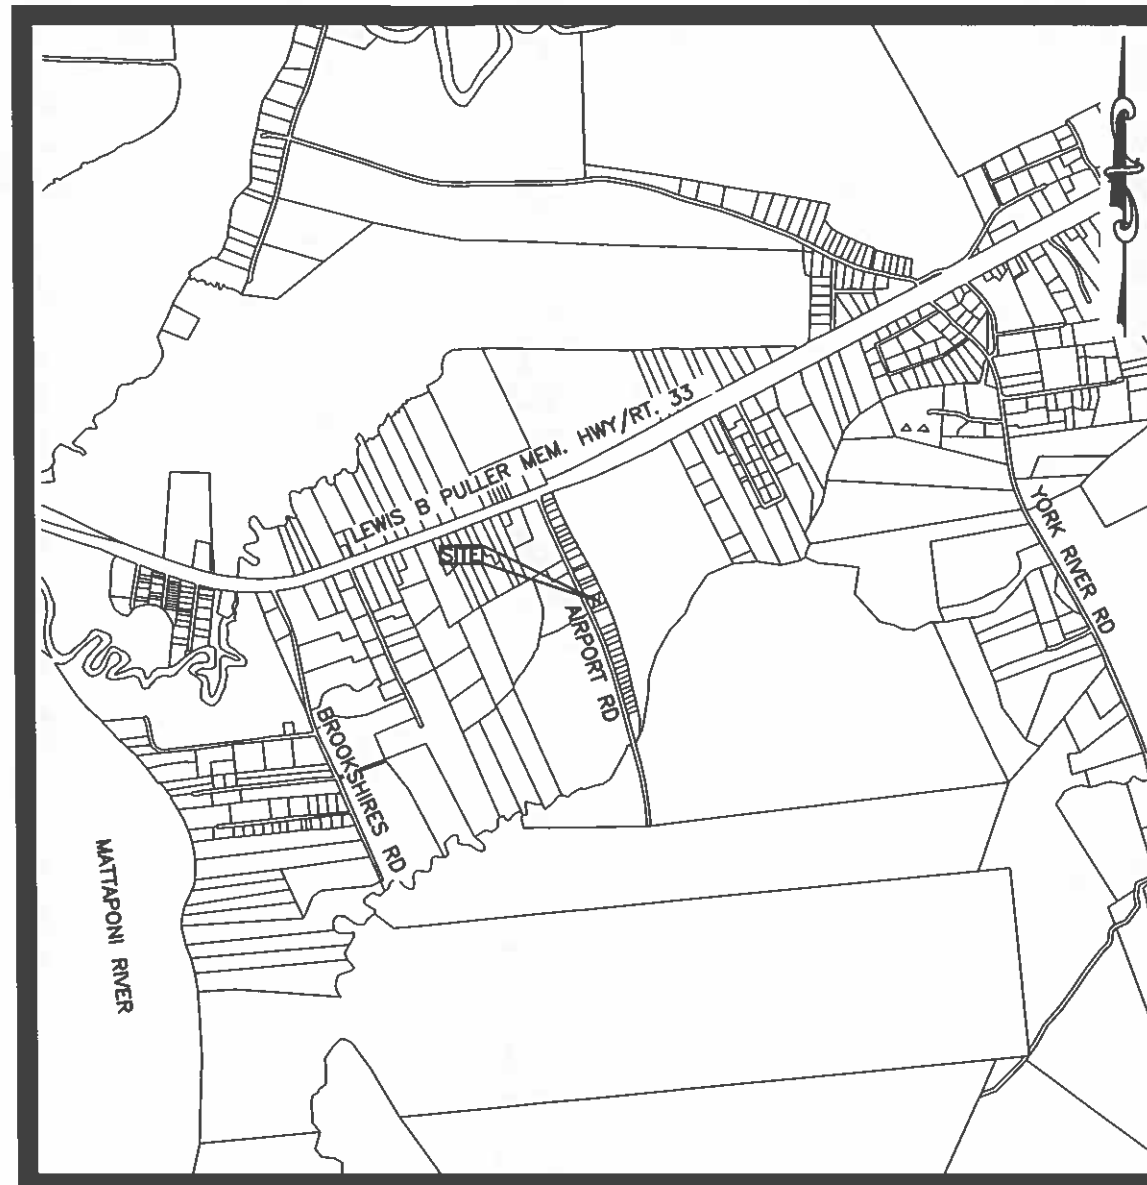 LEWIS B PULLER MEM. HWY/RT. 33
SITE
YORK RIVER RD
AIRPORT RD
BROOKSHIRES RD
MATTAPONI RIVER